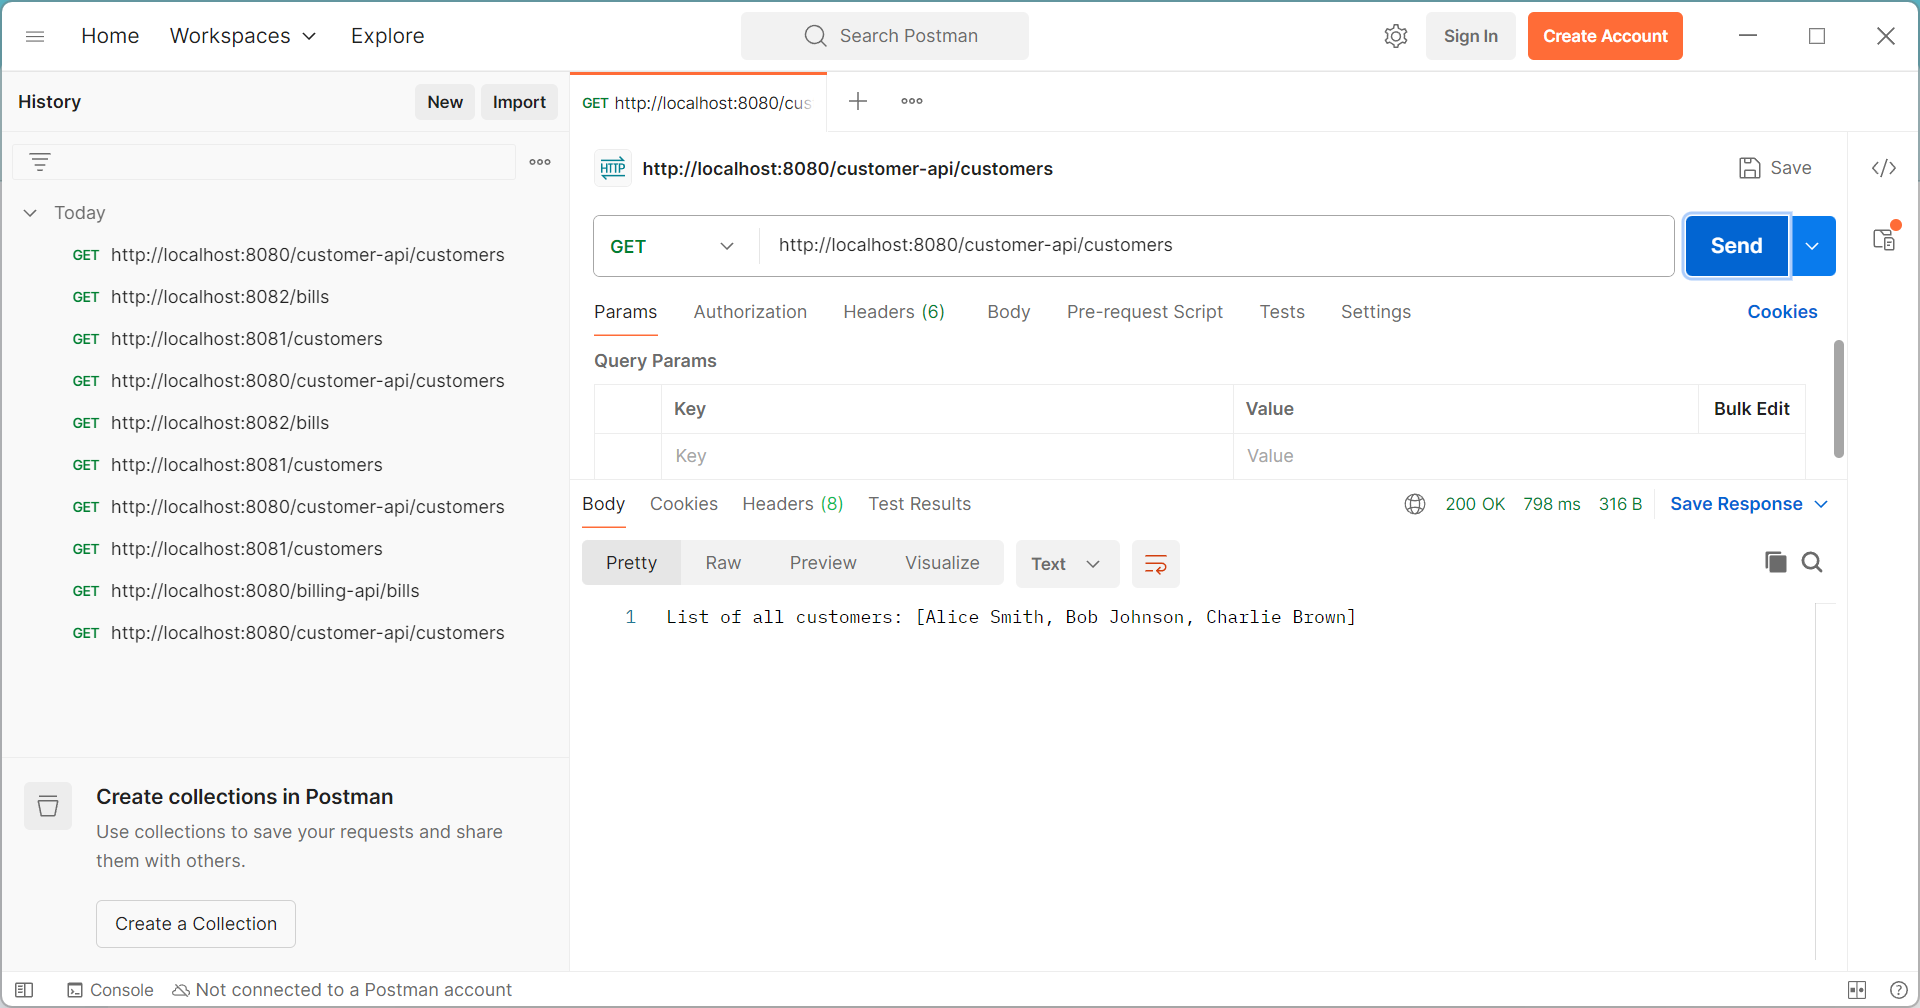 Home Workspaces Explore
Search Postman
Sign In Create Account
History New Import
GET http://localhost:8080/cus
Today
GET http://localhost:8080/customer-api/customers
GET http://localhost:8082/bills
GET http://localhost:8081/customers
GET http://localhost:8080/customer-api/customers
GET http://localhost:8082/bills
GET http://localhost:8081/customers
GET http://localhost:8080/customer-api/customers
GET http://localhost:8081/customers
GET http://localhost:8080/billing-api/bills
GET http://localhost:8080/customer-api/customers
Create collections in Postman
Use collections to save your requests and share
them with others.
Create a Collection
HTTP http://localhost:8080/customer-api/customers
Save </>
GET http://localhost:8080/customer-api/customers Send
Params Authorization Headers (6) Body Pre-request Script Tests Settings Cookies
Query Params
Key Value Bulk Edit
Key Value
Body Cookies Headers (8) Test Results 200 OK 798 ms 316 B Save Response
Pretty Raw Preview Visualize Text
1 List of all customers: [Alice Smith, Bob Johnson, Charlie Brown]
Console Not connected to a Postman account